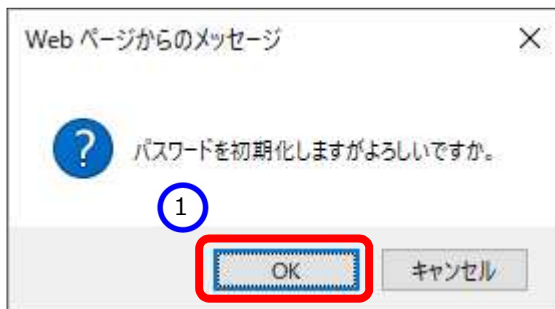 Web ページからのメッセージ
?
パスワードを初期化しますがよろしいですか。
1
OK
キャンセル